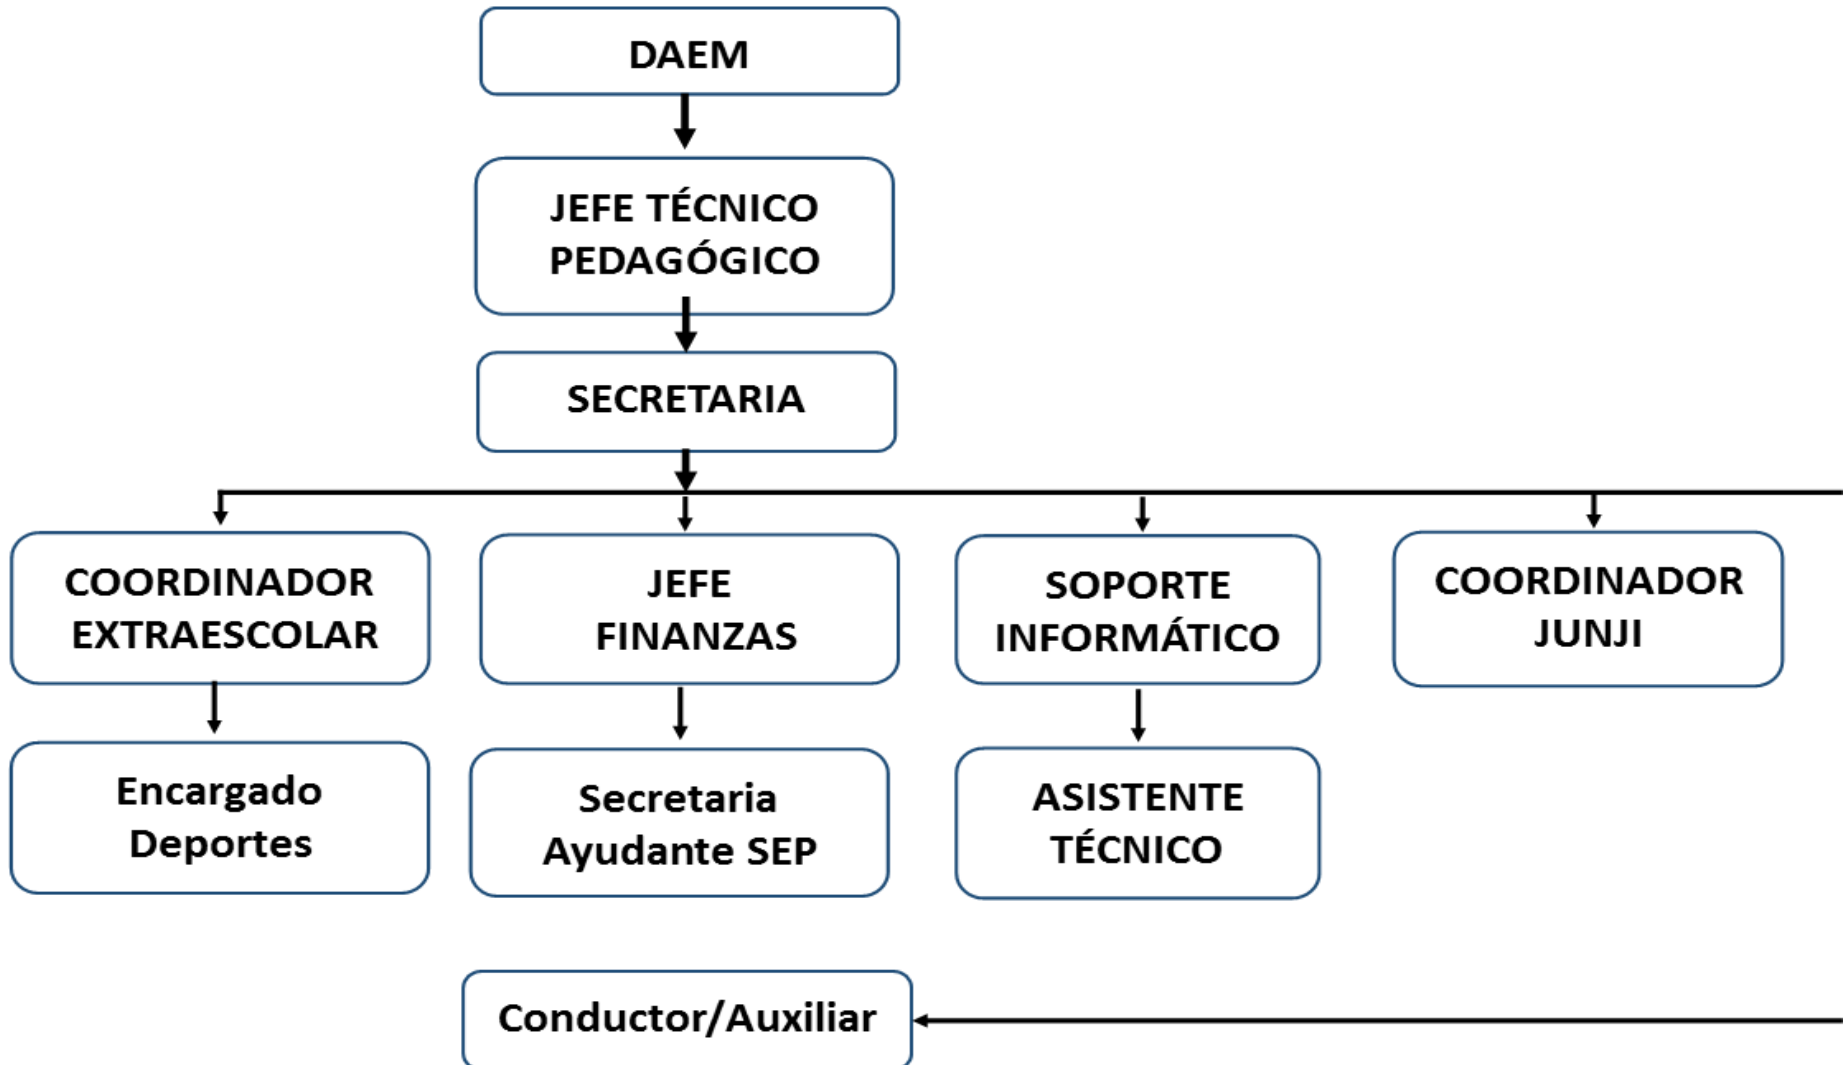 DAEM
JEFE TÉCNICO
PEDAGÓGICO
SECRETARIA
COORDINADOR
EXTRAESCOLAR
JEFE
FINANZAS
SOPORTE
INFORMÁTICO
COORDINADOR
JUNJI
Encargado
Deportes
Secretaria
Ayudante SEP
ASISTENTE
TÉCNICO
Conductor/Auxiliar